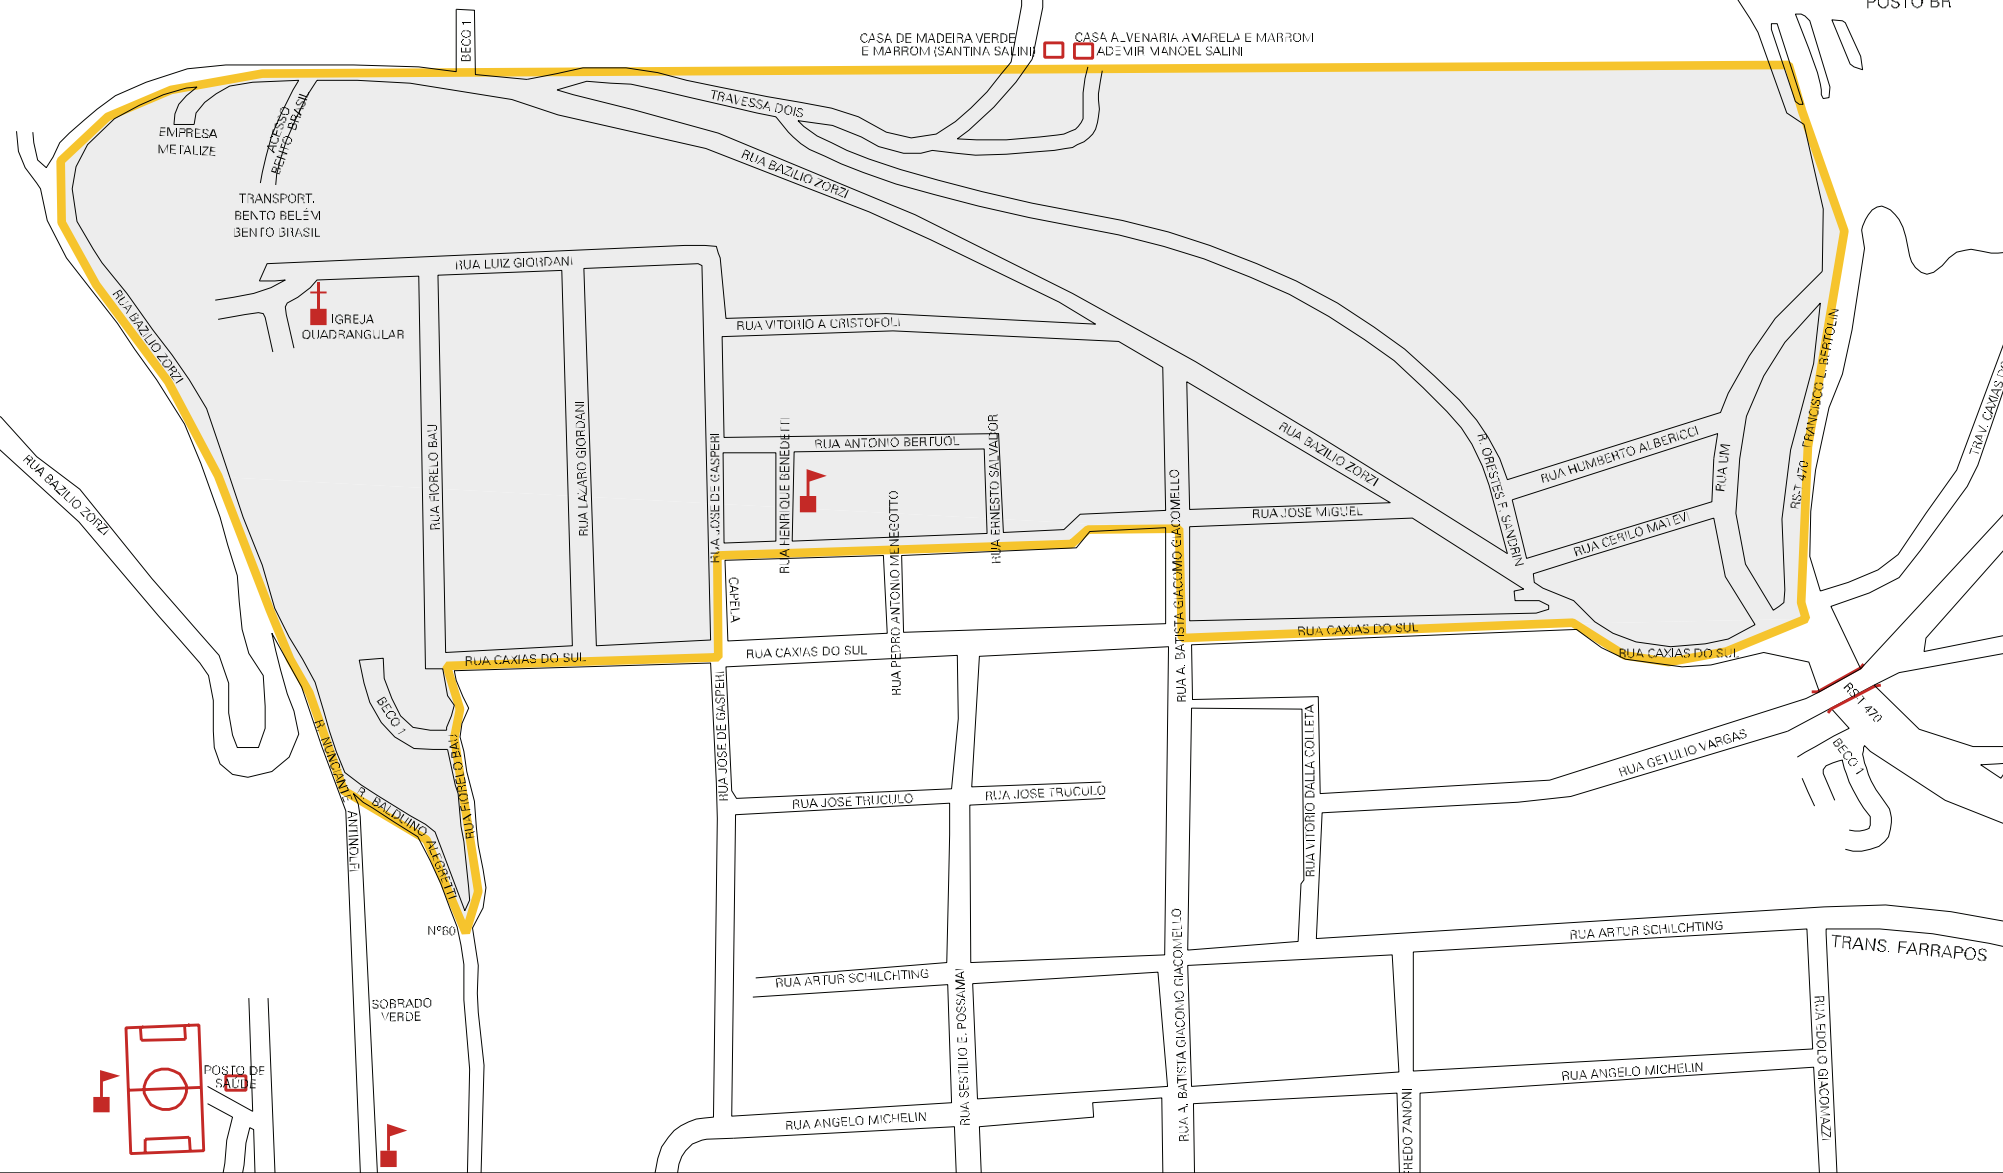 POSTO BR
BECO 1
CASA DE MADEIRA VERDE
E MARROM (SANTINA SALINI)
CASA ALVENARIA AMARELA E MARROM
ADEMIR MANOEL SALINI
TRAVESSA DOIS
EMPRESA
METALIZE
ACESSO
BENTO BRASIL
RUA BAZILIO ZORZI
TRANSPORT.
BENTO BELÉM
BENTO BRASIL
RUA LUIZ GIORDANI
RUA BAZILIO ZORZI
IGREJA
QUADRANGULAR
RUA VITORIO A CRISTOFOLI
RS-T 470 FRANCISCO L. BERTOLIN
TRAV. CAXIAS DO
RUA FIORELO BAU
RUA LAZARO GIORDANI
RUA JOSE DE GASPERI
RUA HENRIQUE BENEDETTI
RUA ANTONIO BERTUOL
RUA ERNESTO SALVADOR
RUA BAZILIO ZORZI
R. ORESTES F. SANDRIN
RUA HUMBERTO ALBERICCI
RUA UM
RUA BAZILIO ZORZI
RUA JOSE MIGUEL
RUA CERILO MATEVI
RUA PEDRO ANTONIO MENEGOTTO
RUA A. BATISTA GIACOMO GIACOMELLO
CAPELA
RUA CAXIAS DO SUL
RUA CAXIAS DO SUL
RUA CAXIAS DO SUL
RUA CAXIAS DO SUL
BECO 1
RS-T 470
R. NUNCIANTE ANTINOLFI
RUA FIORELO BAU
RUA JOSE DE GASPERI
RUA VITORIO DALLA COLLETA
RUA GETULIO VARGAS
BECO 1
R. BALDUINO ALEGRETTI
RUA JOSE TRUCULO
RUA JOSE TRUCULO
Nº60
RUA ARTUR SCHILCHTING
TRANS. FARRAPOS
RUA ARTUR SCHILCHTING
SOBRADO
VERDE
RUA SESTILIO E. POSSAMAI
RUA A. BATISTA GIACOMO GIACOMELLO
RUA EDOLO GIACOMAZZI
POSTO DE
SAÚDE
RUA ANGELO MICHELIN
RUA ANGELO MICHELIN
REDO ZANONI